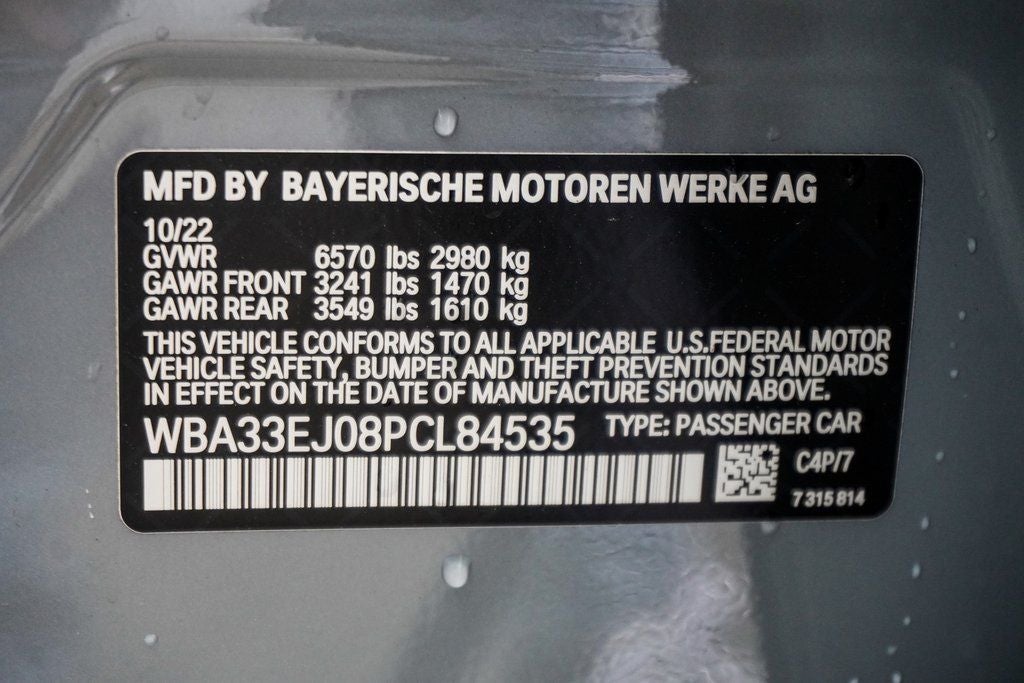 MFD BY BAYERISCHE MOTOREN WERKE AG
10/22
GVWR 6570 lbs 2980 kg
GAWR FRONT 3241 lbs 1470 kg
GAWR REAR 3549 lbs 1610 kg
THIS VEHICLE CONFORMS TO ALL APPLICABLE U.S.FEDERAL MOTOR
VEHICLE SAFETY, BUMPER AND THEFT PREVENTION STANDARDS
IN EFFECT ON THE DATE OF MANUFACTURE SHOWN ABOVE.
WBA33EJ08PCL84535 TYPE: PASSENGER CAR
C4P/7
7 315 814